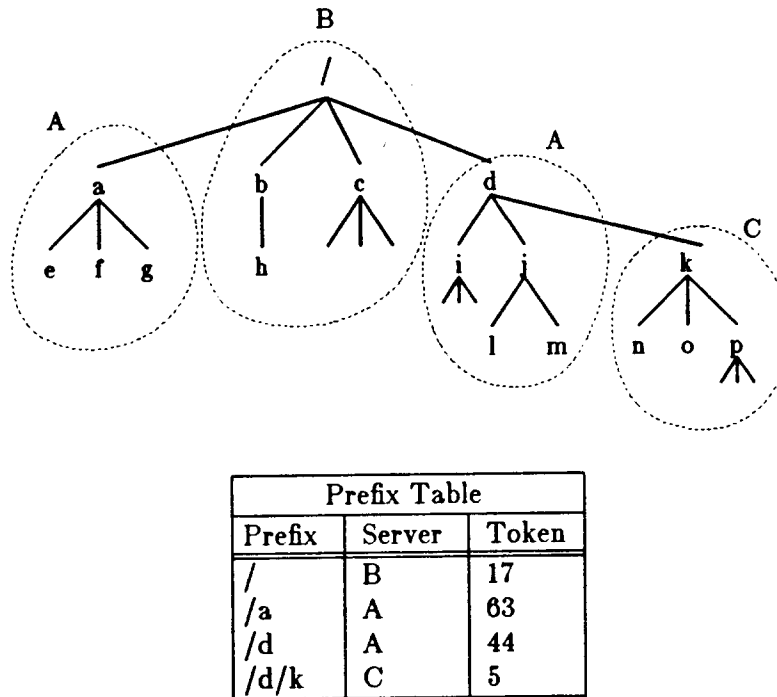 B
/
A
A
a
b
c
d
C
e
f
g
h
i
j
k
l
m
n
o
p
Prefix Table
Prefix Server Token
/ B 17
/a A 63
/d A 44
/d/k C 5